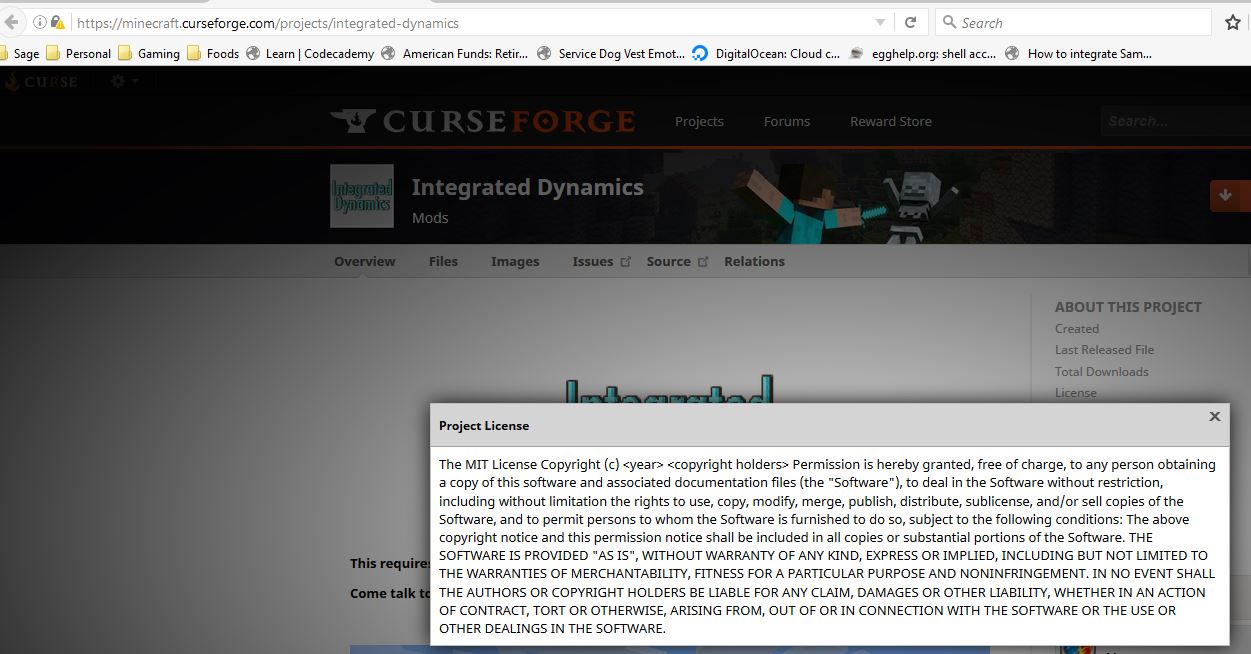 https://minecraft.curseforge.com/projects/integrated-dynamics
Search
Sage Personal Gaming Foods Learn | Codecademy American Funds: Retir... Service Dog Vest Emot... DigitalOcean: Cloud c... egghelp.org: shell acc... How to integrate Sam...
CURSE
CURSEFORGE Projects Forums Reward Store Search...
Integrated Dynamics
Integrated Dynamics
Mods
Overview Files Images Issues Source Relations
ABOUT THIS PROJECT
Created
Last Released File
Total Downloads
License
Integrated
Project License
The MIT License Copyright (c) <year> <copyright holders> Permission is hereby granted, free of charge, to any person obtaining
a copy of this software and associated documentation files (the "Software"), to deal in the Software without restriction,
including without limitation the rights to use, copy, modify, merge, publish, distribute, sublicense, and/or sell copies of the
Software, and to permit persons to whom the Software is furnished to do so, subject to the following conditions: The above
copyright notice and this permission notice shall be included in all copies or substantial portions of the Software. THE
SOFTWARE IS PROVIDED "AS IS", WITHOUT WARRANTY OF ANY KIND, EXPRESS OR IMPLIED, INCLUDING BUT NOT LIMITED TO
THE WARRANTIES OF MERCHANTABILITY, FITNESS FOR A PARTICULAR PURPOSE AND NONINFRINGEMENT. IN NO EVENT SHALL
THE AUTHORS OR COPYRIGHT HOLDERS BE LIABLE FOR ANY CLAIM, DAMAGES OR OTHER LIABILITY, WHETHER IN AN ACTION
OF CONTRACT, TORT OR OTHERWISE, ARISING FROM, OUT OF OR IN CONNECTION WITH THE SOFTWARE OR THE USE OR
OTHER DEALINGS IN THE SOFTWARE.
This requires
Come talk to